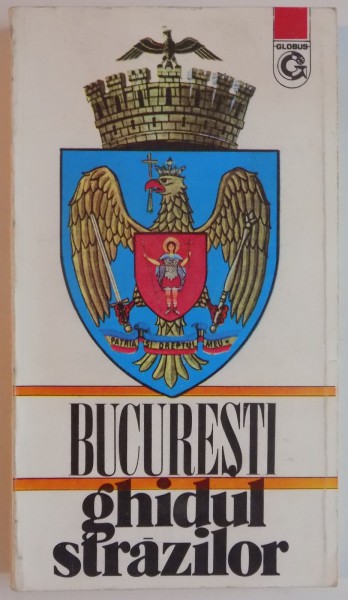 GLOBUS
PATRIA ȘI DREPTUL MEU
BUCUREȘTI
ghidul
străzilor